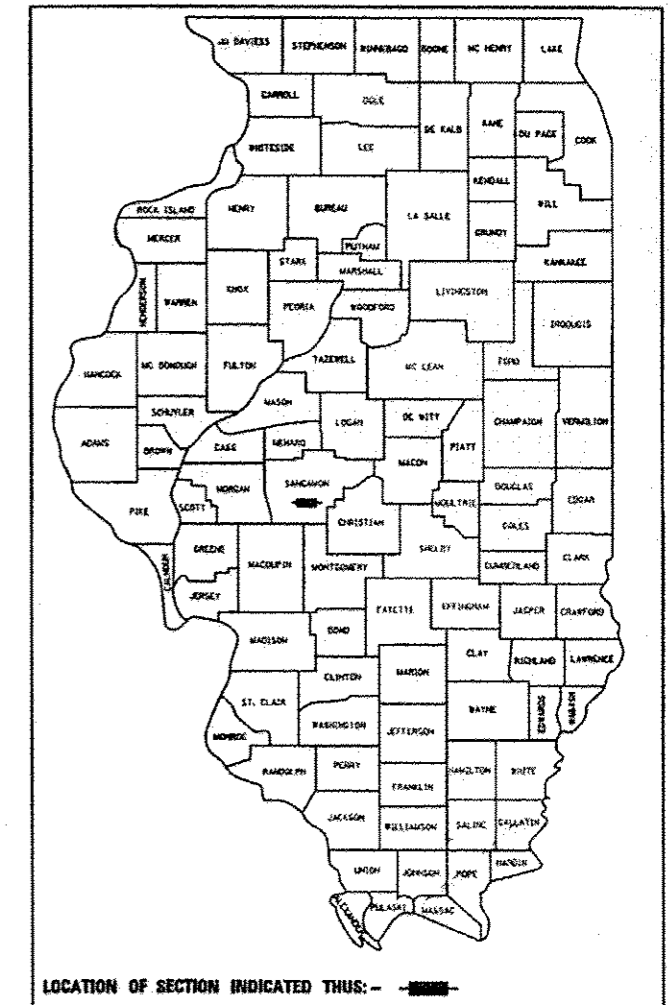 JO DAVIESS STEPHENSON WINNEBAGO BOONE MC HENRY LAKE
CARROLL OGLE DE KALB KANE DU PAGE COOK
WHITESIDE LEE KENDALL WILL
ROCK ISLAND HENRY BUREAU LA SALLE GRUNDY
MERCER STARK PUTNAM MARSHALL KANKAKEE
HENDERSON WARREN KNOX PEORIA WOODFORD LIVINGSTON IROQUOIS
HANCOCK MC DONOUGH FULTON TAZEWELL MC LEAN FORD
SCHUYLER MASON LOGAN DE WITT CHAMPAIGN VERMILION
ADAMS BROWN CASS MENARD MACON PIATT
PIKE SCOTT MORGAN SANGAMON CHRISTIAN MOULTRIE DOUGLAS EDGAR
COLES
CALHOUN GREENE MACOUPIN MONTGOMERY SHELBY CUMBERLAND CLARK
JERSEY FAYETTE EFFINGHAM JASPER CRAWFORD
MADISON BOND
CLINTON MARION CLAY RICHLAND LAWRENCE
ST. CLAIR WASHINGTON JEFFERSON WAYNE EDWARDS WABASH
MONROE
RANDOLPH PERRY FRANKLIN HAMILTON WHITE
JACKSON WILLIAMSON SALINE GALLATIN
UNION JOHNSON POPE HARDIN
ALEXANDER PULASKI MASSAC
LOCATION OF SECTION INDICATED THUS: -